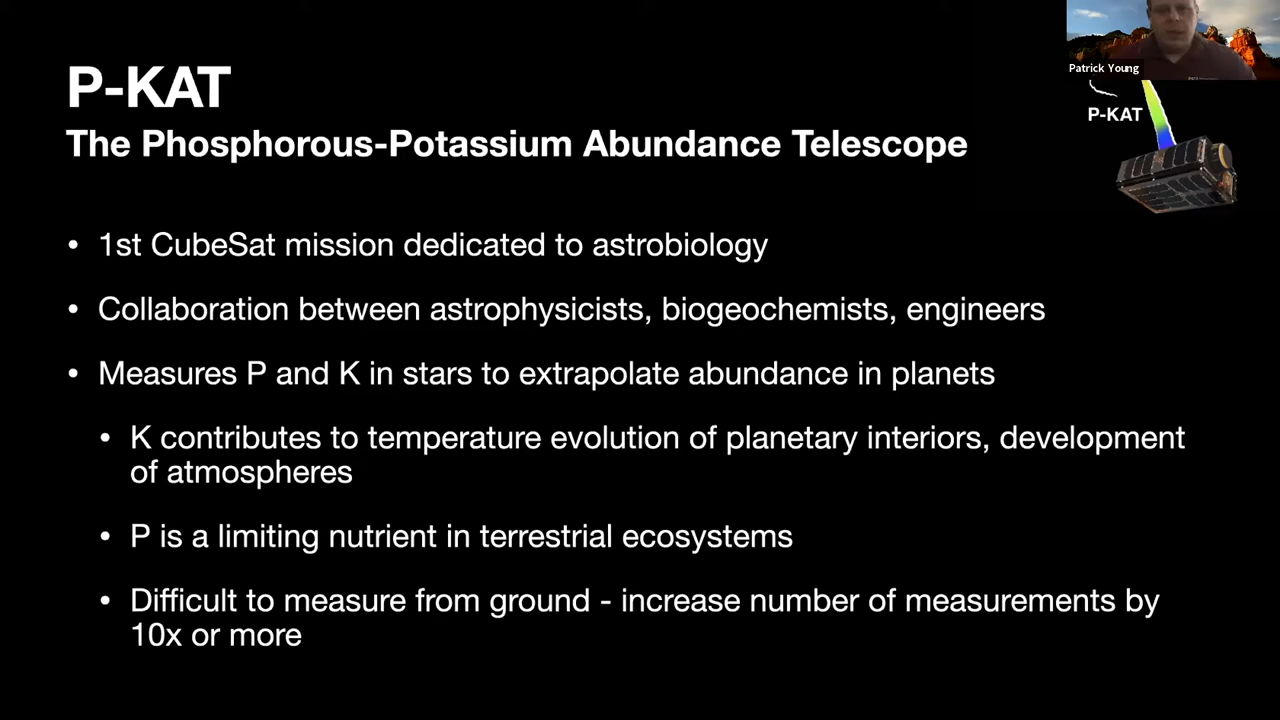 P-KAT
The Phosphorous-Potassium Abundance Telescope
Patrick Young
P-KAT
• 1st CubeSat mission dedicated to astrobiology
• Collaboration between astrophysicists, biogeochemists, engineers
• Measures P and K in stars to extrapolate abundance in planets
• K contributes to temperature evolution of planetary interiors, development
of atmospheres
• P is a limiting nutrient in terrestrial ecosystems
• Difficult to measure from ground - increase number of measurements by
10x or more